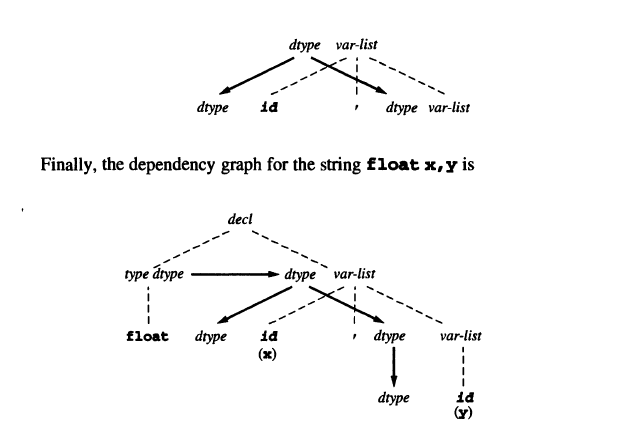 dtype var-list
dtype id , dtype var-list
Finally, the dependency graph for the string float x,y is
decl
type dtype dtype var-list
float dtype id , dtype var-list
(x)
dtype id
(y)